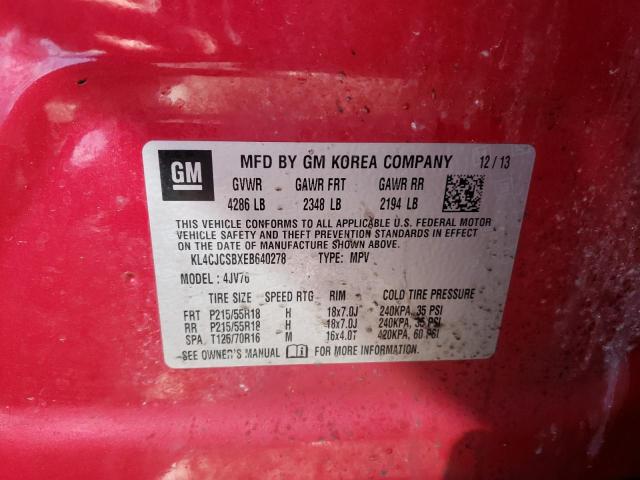 GM MFD BY GM KOREA COMPANY 12/13
GVWR GAWR FRT GAWR RR
4286 LB 2348 LB 2194 LB
THIS VEHICLE CONFORMS TO ALL APPLICABLE U.S. FEDERAL MOTOR
VEHICLE SAFETY AND THEFT PREVENTION STANDARDS IN EFFECT
ON THE DATE OF MANUFACTURE SHOWN ABOVE.
KL4CJCSBXEB640278 TYPE: MPV
MODEL: 4JV76
TIRE SIZE SPEED RTG RIM COLD TIRE PRESSURE
FRT P215/55R18 H 18x7.0J 240KPA, 35 PSI
RR P215/55R18 H 18x7.0J 240KPA, 35 PSI
SPA T125/70R16 M 16x4.0T 420KPA, 60 PSI
SEE OWNER'S MANUAL FOR MORE INFORMATION.